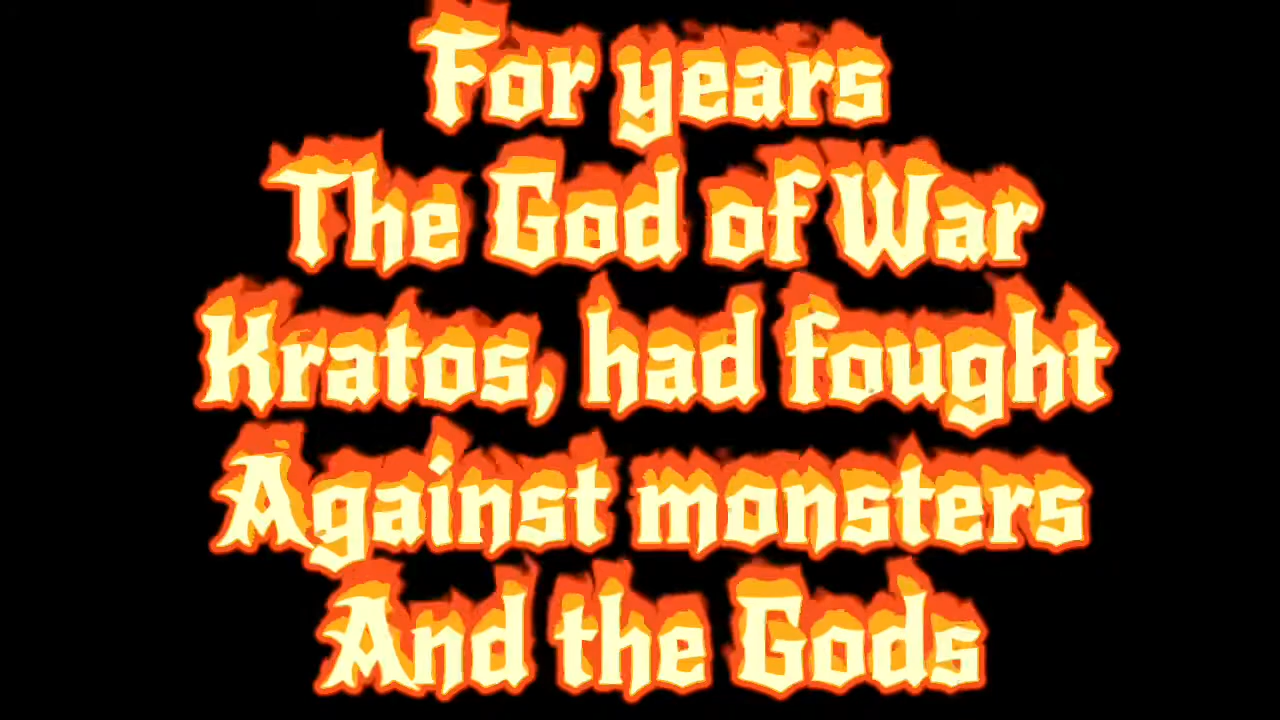 For years
The God of War
Kratos, had fought
Against monsters
And the Gods